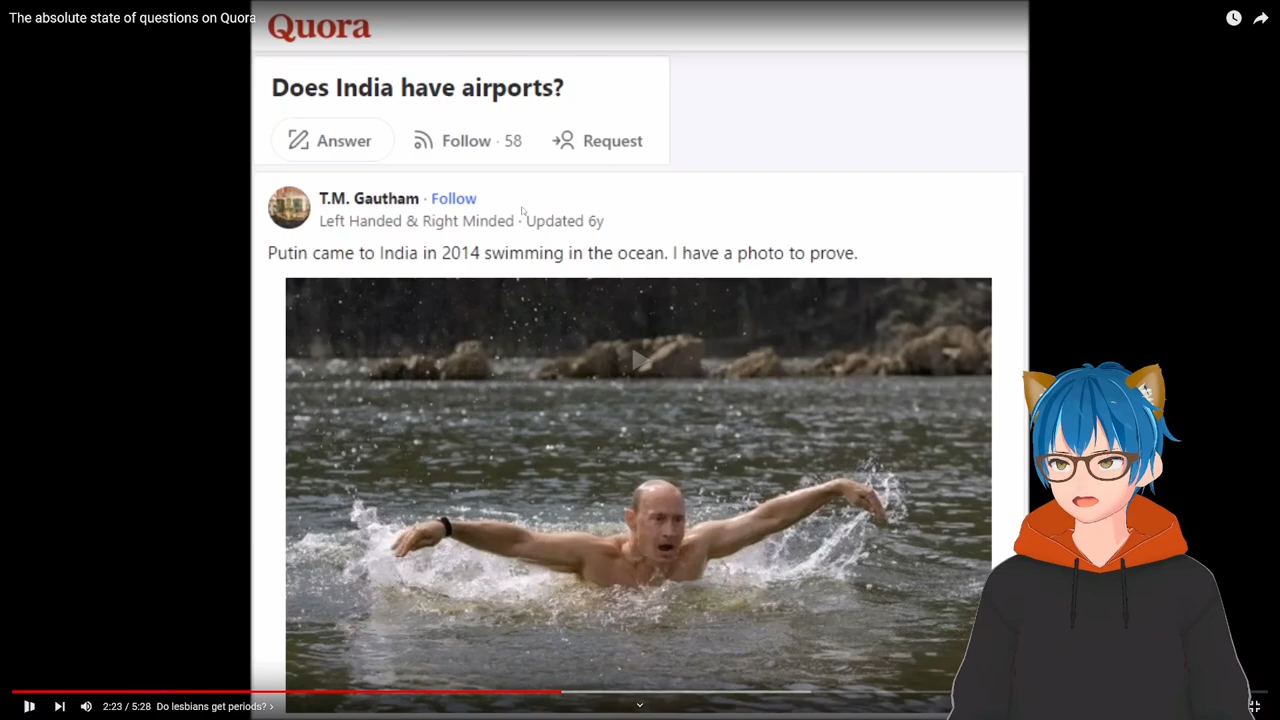 The absolute state of questions on Quora
Quora
Does India have airports?
Answer
Follow · 58
Request
T.M. Gautham · Follow
Left Handed & Right Minded · Updated 6y
Putin came to India in 2014 swimming in the ocean. I have a photo to prove.
2:23 / 5:28 Do lesbians get periods? ›